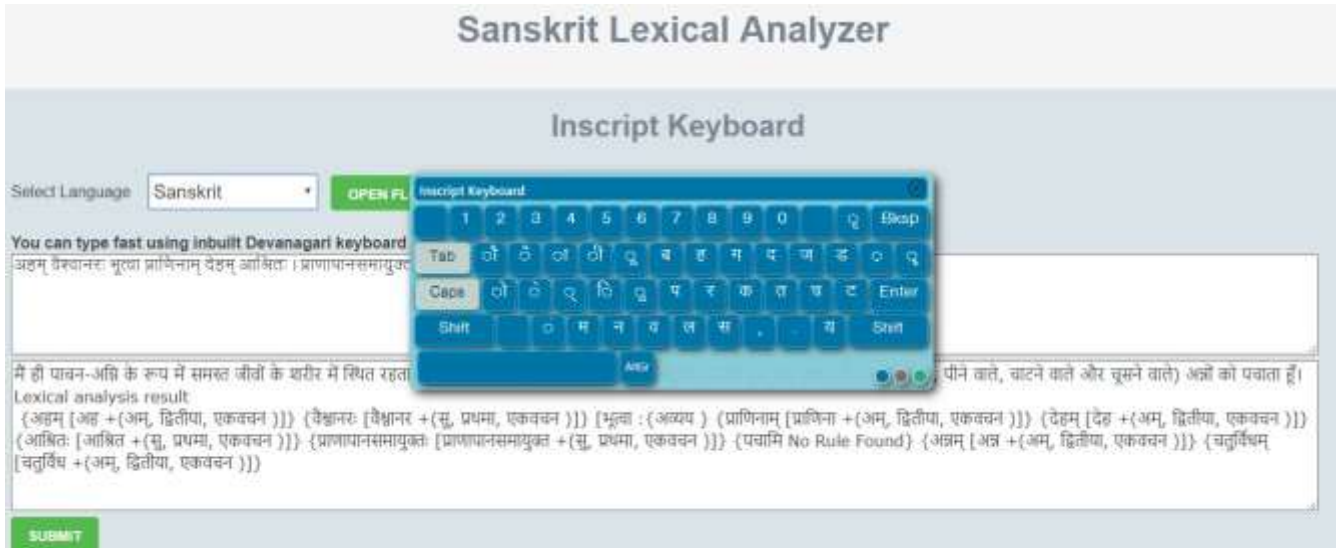 Sanskrit Lexical Analyzer
Inscript Keyboard
Select Language Sanskrit OPEN FL
You can type fast using inbuilt Devanagari keyboard
अहम् वैश्वानरः भूत्वा प्राणिनाम् देहम् आश्रितः । प्राणापानसमायुक्त
Inscript Keyboard
1 2 3 4 5 6 7 8 9 0 ृ Bksp
Tab ौ ै ा ी ू ब ह ग द ज ड
Caps ो े ् ि ु प र क त च ट Enter
Shift म न व ल स , . य Shift
AltGr
मैं ही पाचन-अग्नि के रूप में समस्त जीवों के शरीर में स्थित रहता
पीने वाले, चाटने वाले और चूसने वाले) अन्नों को पचाता हूँ।
Lexical analysis result
{अहम् [अह +(अम्, द्वितीया, एकवचन )]} {वैश्वानरः [वैश्वानर +(सु, प्रथमा, एकवचन )]} [भूत्वा :{अव्यय } {प्राणिनाम् [प्राणिना +(अम्, द्वितीया, एकवचन )]} {देहम् [देह +(अम्, द्वितीया, एकवचन )]}
{आश्रितः [आश्रित +(सु, प्रथमा, एकवचन )]} {प्राणापानसमायुक्तः [प्राणापानसमायुक्त +(सु, प्रथमा, एकवचन )]} {पचामि No Rule Found} {अन्नम् [अन्न +(अम्, द्वितीया, एकवचन )]} {चतुर्विधम्
[चतुर्विध +(अम्, द्वितीया, एकवचन )]}
SUBMIT